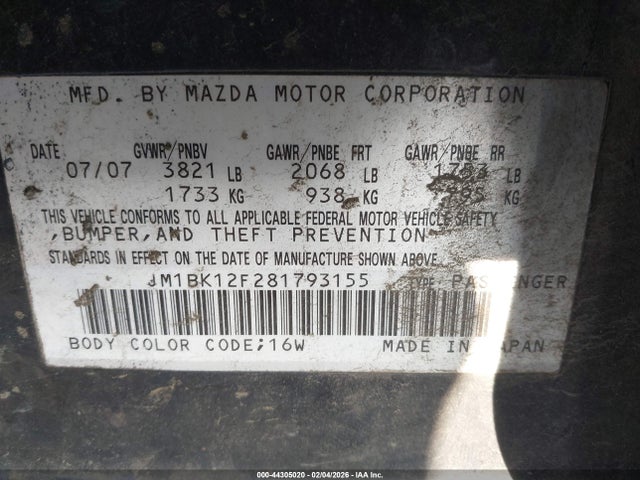 MFD. BY MAZDA MOTOR CORPORATION
DATE GVWR/PNBV GAWR/PNBE FRT GAWR/PNBE RR
07/07 3821 LB 2068 LB LB
1733 KG 938 KG KG
THIS VEHICLE CONFORMS TO ALL APPLICABLE FEDERAL MOTOR VEHICLE SAFETY
,BUMPER,AND THEFT PREVENTION
STANDARDS IN EFFECT ON THE DATE OF MANUFACTURE SHOWN ABOVE.
JM1BK12F281793155 TYPE: PASSENGER
BODY COLOR CODE;16W MADE IN JAPAN
000-44305020 - 02/04/2026 - IAA Inc.